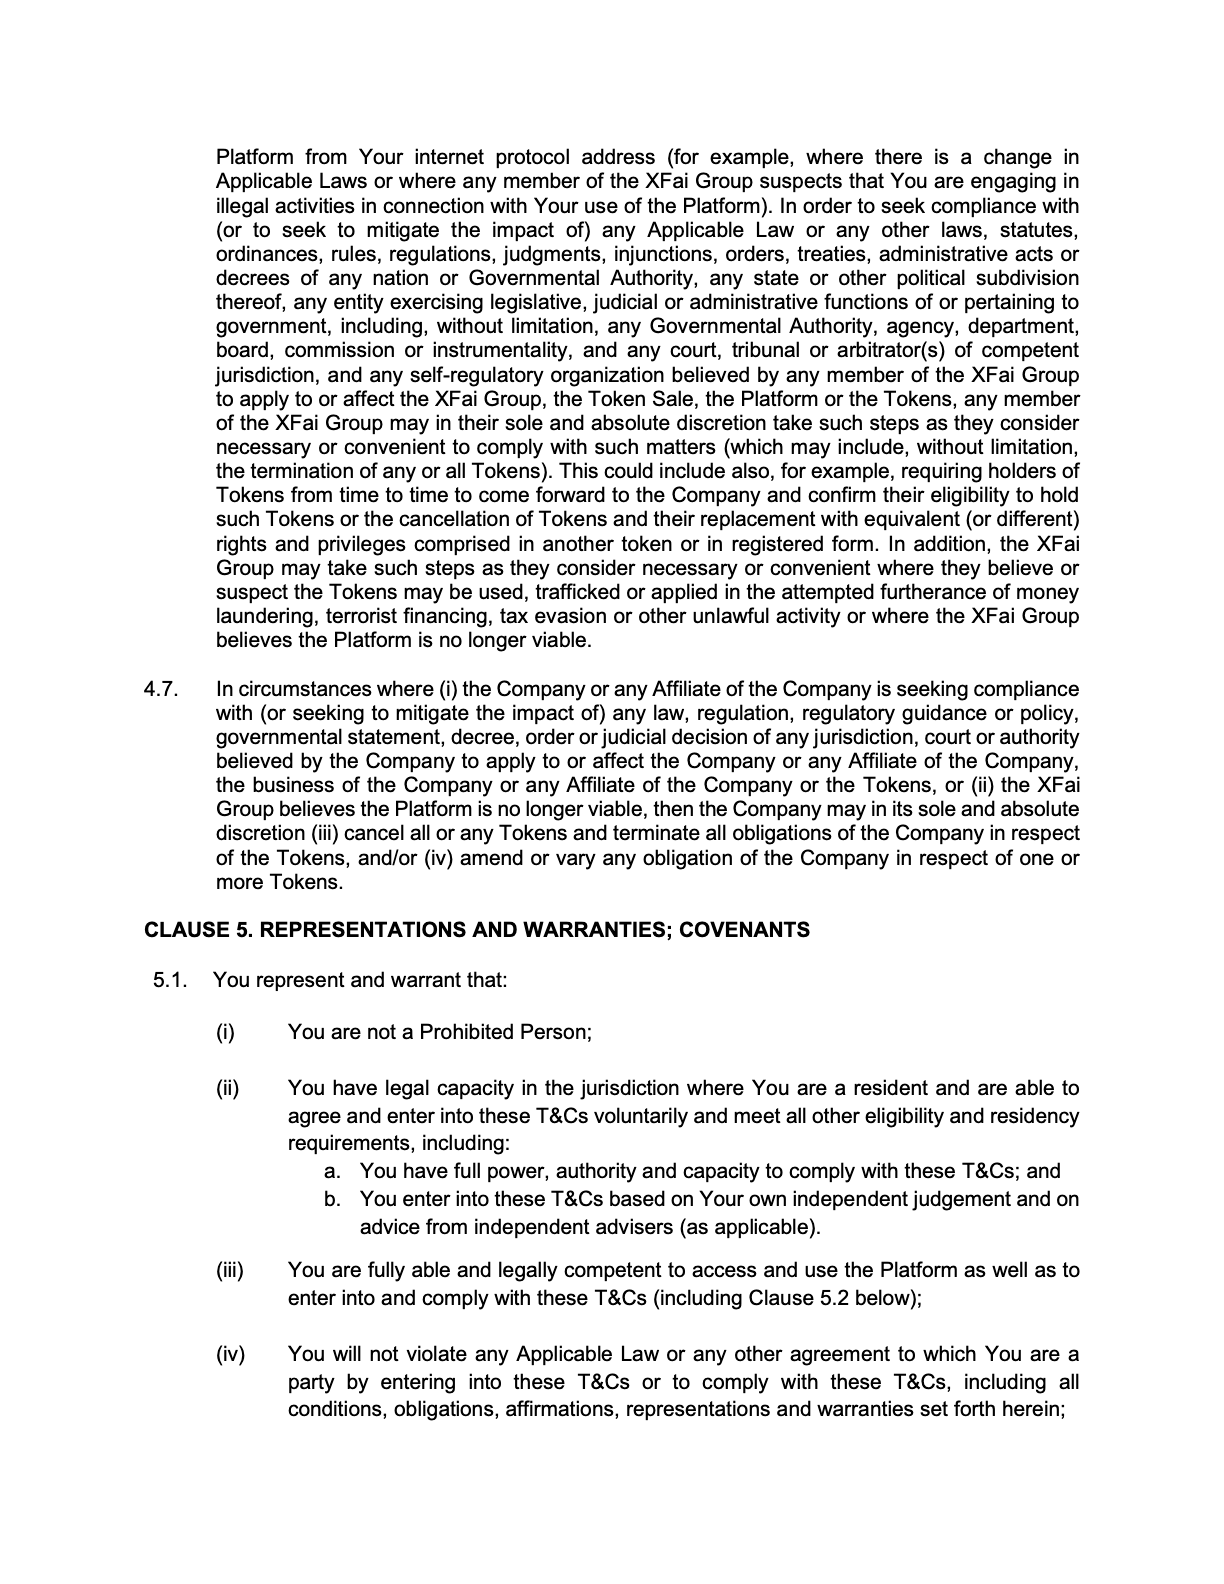 Platform from Your internet protocol address (for example, where there is a change in
Applicable Laws or where any member of the XFai Group suspects that You are engaging in
illegal activities in connection with Your use of the Platform). In order to seek compliance with
(or to seek to mitigate the impact of) any Applicable Law or any other laws, statutes,
ordinances, rules, regulations, judgments, injunctions, orders, treaties, administrative acts or
decrees of any nation or Governmental Authority, any state or other political subdivision
thereof, any entity exercising legislative, judicial or administrative functions of or pertaining to
government, including, without limitation, any Governmental Authority, agency, department,
board, commission or instrumentality, and any court, tribunal or arbitrator(s) of competent
jurisdiction, and any self-regulatory organization believed by any member of the XFai Group
to apply to or affect the XFai Group, the Token Sale, the Platform or the Tokens, any member
of the XFai Group may in their sole and absolute discretion take such steps as they consider
necessary or convenient to comply with such matters (which may include, without limitation,
the termination of any or all Tokens). This could include also, for example, requiring holders of
Tokens from time to time to come forward to the Company and confirm their eligibility to hold
such Tokens or the cancellation of Tokens and their replacement with equivalent (or different)
rights and privileges comprised in another token or in registered form. In addition, the XFai
Group may take such steps as they consider necessary or convenient where they believe or
suspect the Tokens may be used, trafficked or applied in the attempted furtherance of money
laundering, terrorist financing, tax evasion or other unlawful activity or where the XFai Group
believes the Platform is no longer viable.
4.7. In circumstances where (i) the Company or any Affiliate of the Company is seeking compliance
with (or seeking to mitigate the impact of) any law, regulation, regulatory guidance or policy,
governmental statement, decree, order or judicial decision of any jurisdiction, court or authority
believed by the Company to apply to or affect the Company or any Affiliate of the Company,
the business of the Company or any Affiliate of the Company or the Tokens, or (ii) the XFai
Group believes the Platform is no longer viable, then the Company may in its sole and absolute
discretion (iii) cancel all or any Tokens and terminate all obligations of the Company in respect
of the Tokens, and/or (iv) amend or vary any obligation of the Company in respect of one or
more Tokens.
CLAUSE 5. REPRESENTATIONS AND WARRANTIES; COVENANTS
5.1. You represent and warrant that:
(i) You are not a Prohibited Person;
(ii) You have legal capacity in the jurisdiction where You are a resident and are able to
agree and enter into these T&Cs voluntarily and meet all other eligibility and residency
requirements, including:
a. You have full power, authority and capacity to comply with these T&Cs; and
b. You enter into these T&Cs based on Your own independent judgement and on
advice from independent advisers (as applicable).
(iii) You are fully able and legally competent to access and use the Platform as well as to
enter into and comply with these T&Cs (including Clause 5.2 below);
(iv) You will not violate any Applicable Law or any other agreement to which You are a
party by entering into these T&Cs or to comply with these T&Cs, including all
conditions, obligations, affirmations, representations and warranties set forth herein;